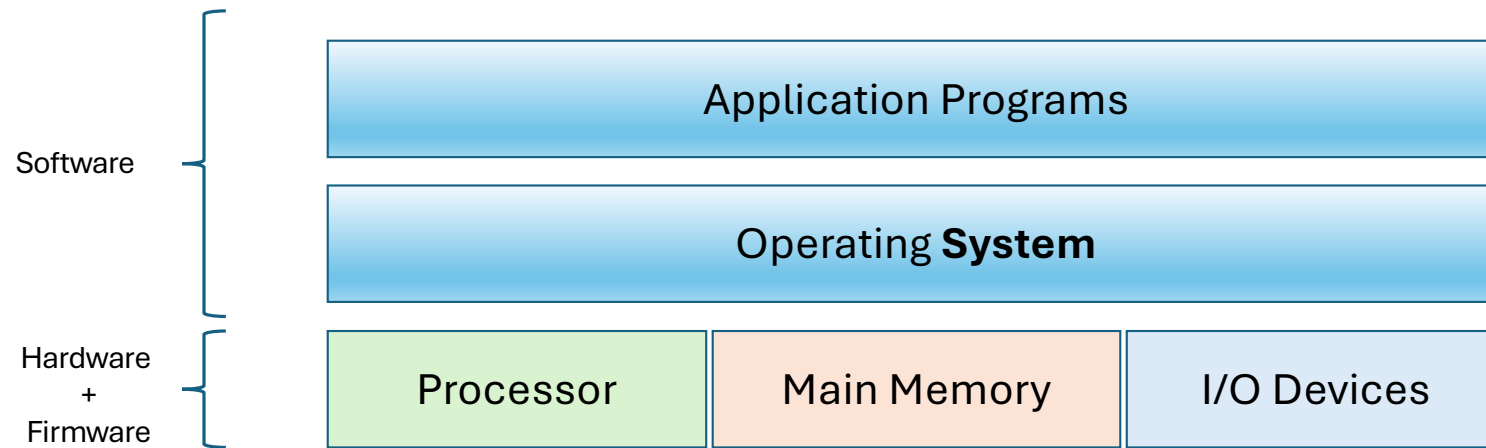 Application Programs
Software
Operating System
Hardware
+
Firmware
Processor
Main Memory
I/O Devices